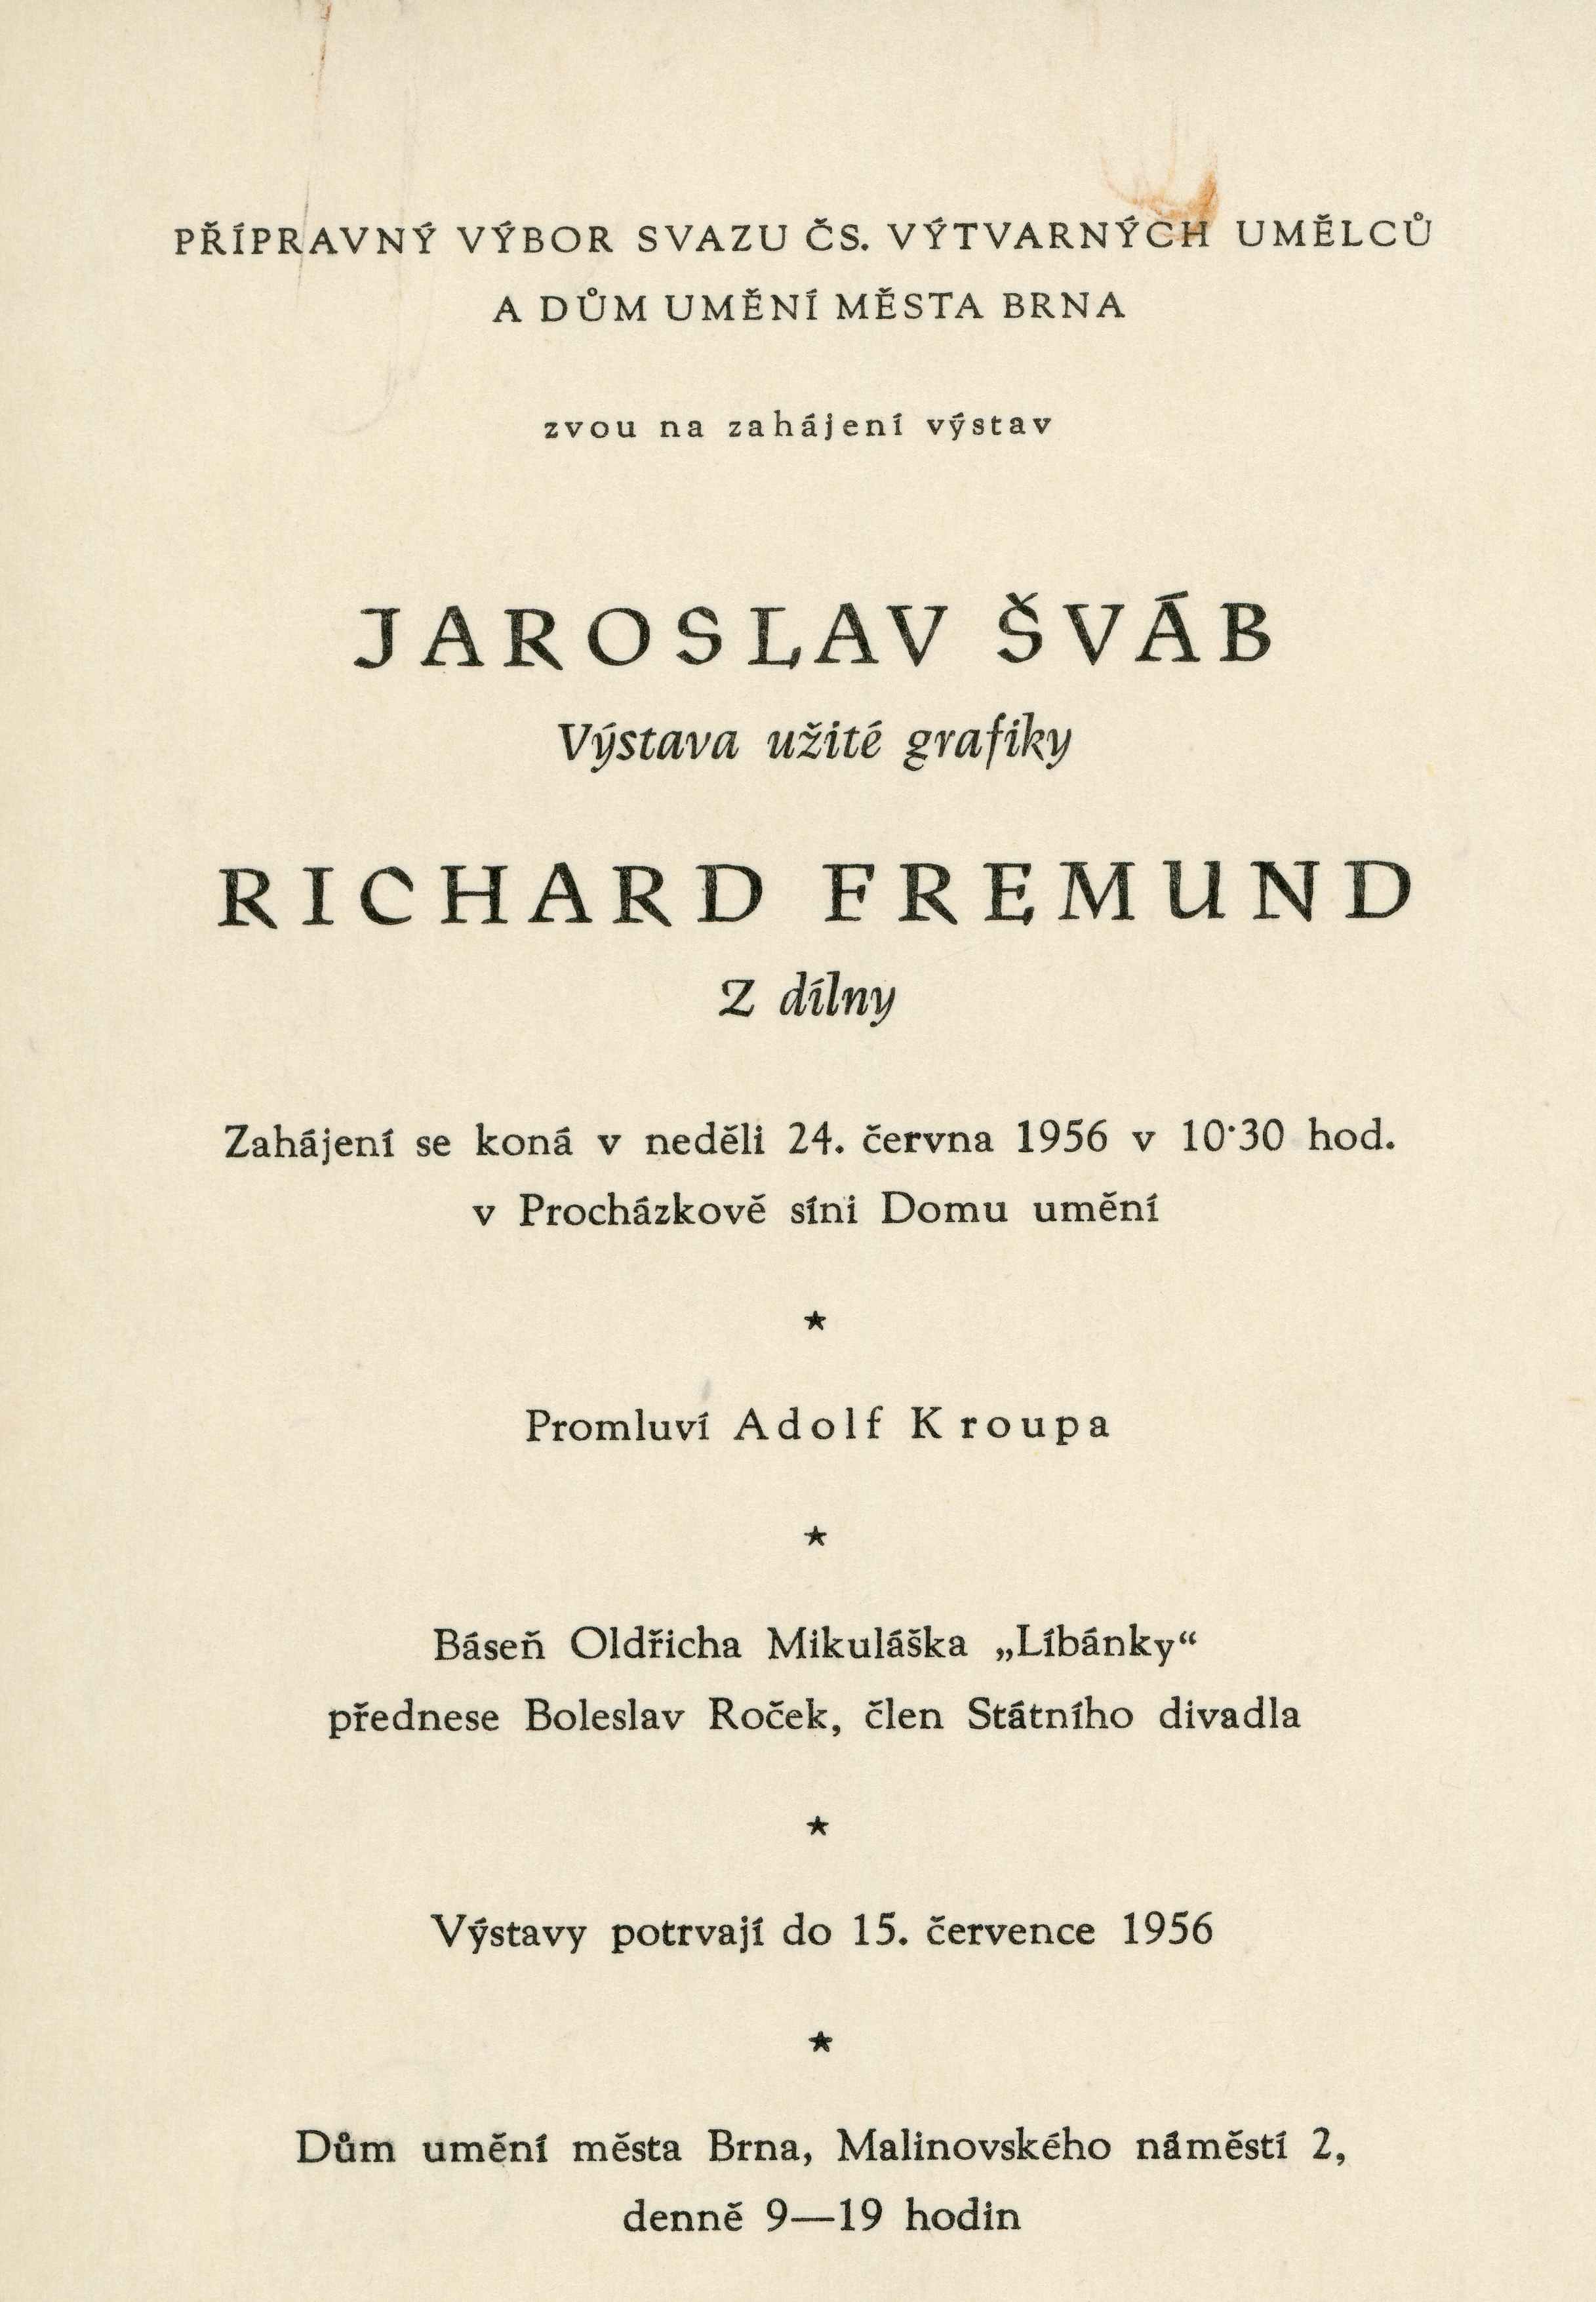 PŘÍPRAVNÝ VÝBOR SVAZU ČS. VÝTVARNÝCH UMĚLCŮ
A DŮM UMĚNÍ MĚSTA BRNA
zvou na zahájení výstav
JAROSLAV ŠVÁB
Výstava užité grafiky
RICHARD FREMUND
Z dílny
Zahájení se koná v neděli 24. června 1956 v 10·30 hod.
v Procházkově síni Domu umění
★
Promluví Adolf Kroupa
★
Báseň Oldřicha Mikuláška „Líbánky“
přednese Boleslav Roček, člen Státního divadla
★
Výstavy potrvají do 15. července 1956
★
Dům umění města Brna, Malinovského náměstí 2,
denně 9—19 hodin